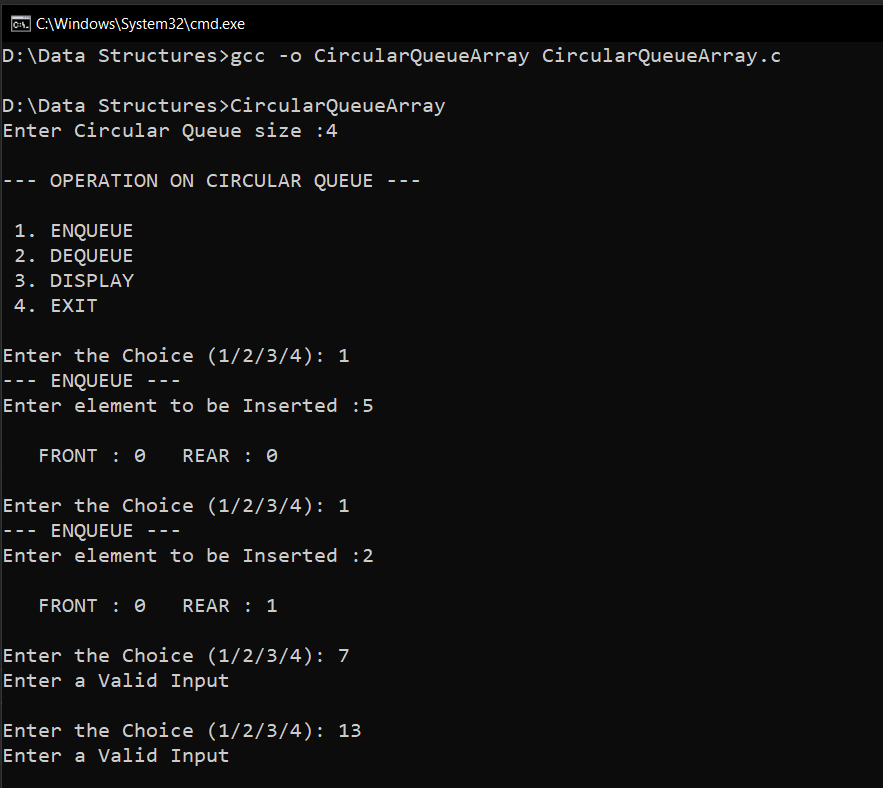 C:\Windows\System32\cmd.exe
D:\Data Structures>gcc -o CircularQueueArray CircularQueueArray.c
D:\Data Structures>CircularQueueArray
Enter Circular Queue size :4
--- OPERATION ON CIRCULAR QUEUE ---
1. ENQUEUE
2. DEQUEUE
3. DISPLAY
4. EXIT
Enter the Choice (1/2/3/4): 1
--- ENQUEUE ---
Enter element to be Inserted :5
FRONT : 0   REAR : 0
Enter the Choice (1/2/3/4): 1
--- ENQUEUE ---
Enter element to be Inserted :2
FRONT : 0   REAR : 1
Enter the Choice (1/2/3/4): 7
Enter a Valid Input
Enter the Choice (1/2/3/4): 13
Enter a Valid Input